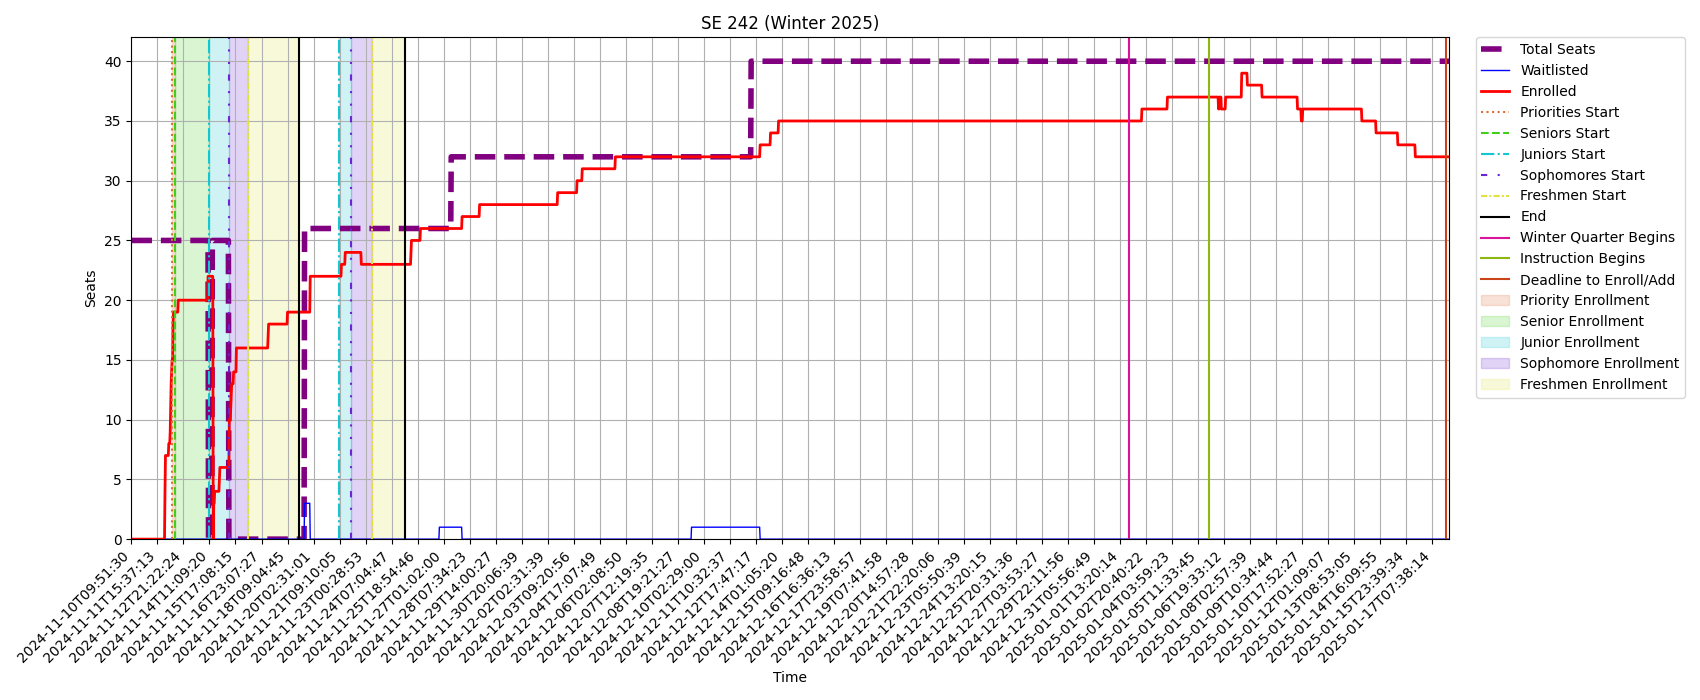 SE 242 (Winter 2025)
Seats
40
35
30
25
20
15
10
5
0
2024-11-10T09:51:30
2024-11-11T15:37:13
2024-11-12T21:22:24
2024-11-14T11:09:20
2024-11-15T17:08:15
2024-11-16T23:07:27
2024-11-18T09:04:45
2024-11-20T02:31:01
2024-11-21T09:10:05
2024-11-23T00:28:53
2024-11-24T07:04:47
2024-11-25T18:54:46
2024-11-27T01:02:00
2024-11-28T07:34:23
2024-11-29T14:00:27
2024-11-30T20:06:39
2024-12-02T02:31:39
2024-12-03T09:20:56
2024-12-04T17:07:49
2024-12-06T02:08:50
2024-12-07T12:19:35
2024-12-08T19:21:27
2024-12-10T02:29:00
2024-12-11T10:32:37
2024-12-12T17:47:17
2024-12-14T01:05:20
2024-12-15T09:16:48
2024-12-16T16:36:13
2024-12-17T23:58:57
2024-12-19T07:41:58
2024-12-20T14:57:28
2024-12-21T22:20:06
2024-12-23T05:50:39
2024-12-24T13:20:15
2024-12-25T20:31:36
2024-12-27T03:53:27
2024-12-29T22:11:56
2024-12-31T05:56:49
2025-01-01T13:20:14
2025-01-02T20:40:22
2025-01-04T03:59:23
2025-01-05T11:33:45
2025-01-06T19:33:12
2025-01-08T02:57:39
2025-01-09T10:34:44
2025-01-10T17:52:27
2025-01-12T01:09:07
2025-01-13T08:53:05
2025-01-14T16:09:55
2025-01-15T23:39:34
2025-01-17T07:38:14
Time
Total Seats
Waitlisted
Enrolled
Priorities Start
Seniors Start
Juniors Start
Sophomores Start
Freshmen Start
End
Winter Quarter Begins
Instruction Begins
Deadline to Enroll/Add
Priority Enrollment
Senior Enrollment
Junior Enrollment
Sophomore Enrollment
Freshmen Enrollment